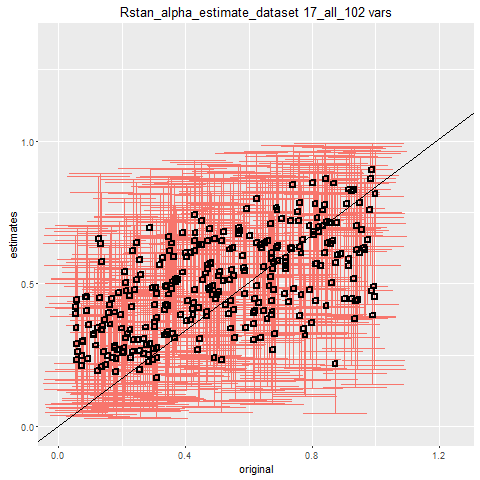 Rstan_alpha_estimate_dataset 17_all_102 vars
estimates
1.0
0.5
0.0
0.0 0.4 0.8 1.2
original